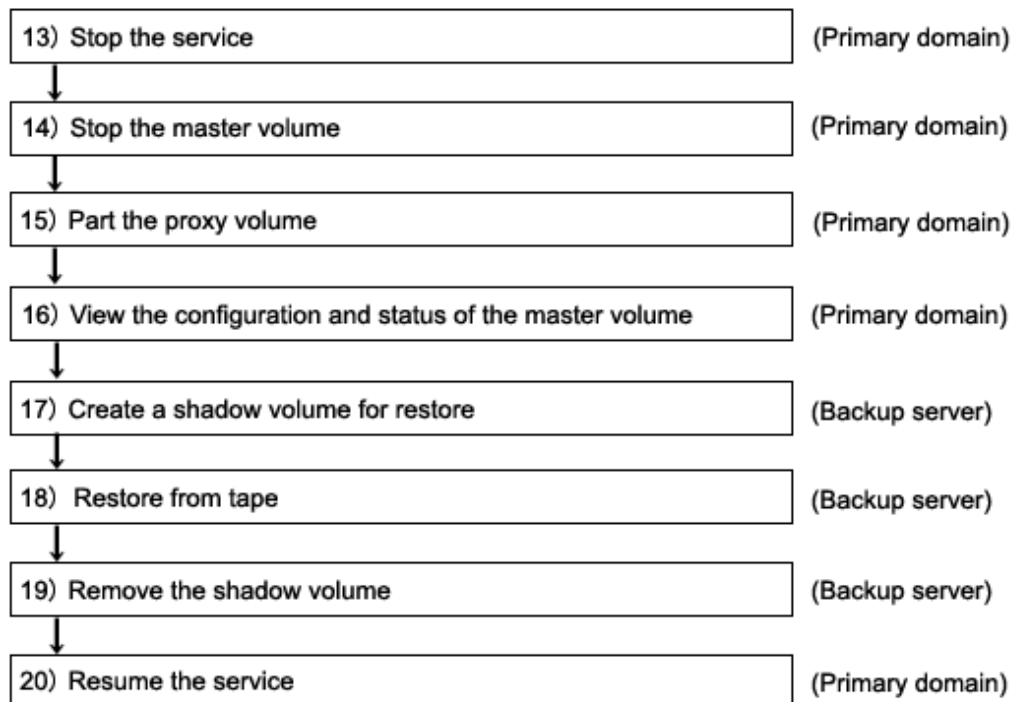 13) Stop the service (Primary domain)
14) Stop the master volume (Primary domain)
15) Part the proxy volume (Primary domain)
16) View the configuration and status of the master volume (Primary domain)
17) Create a shadow volume for restore (Backup server)
18) Restore from tape (Backup server)
19) Remove the shadow volume (Backup server)
20) Resume the service (Primary domain)